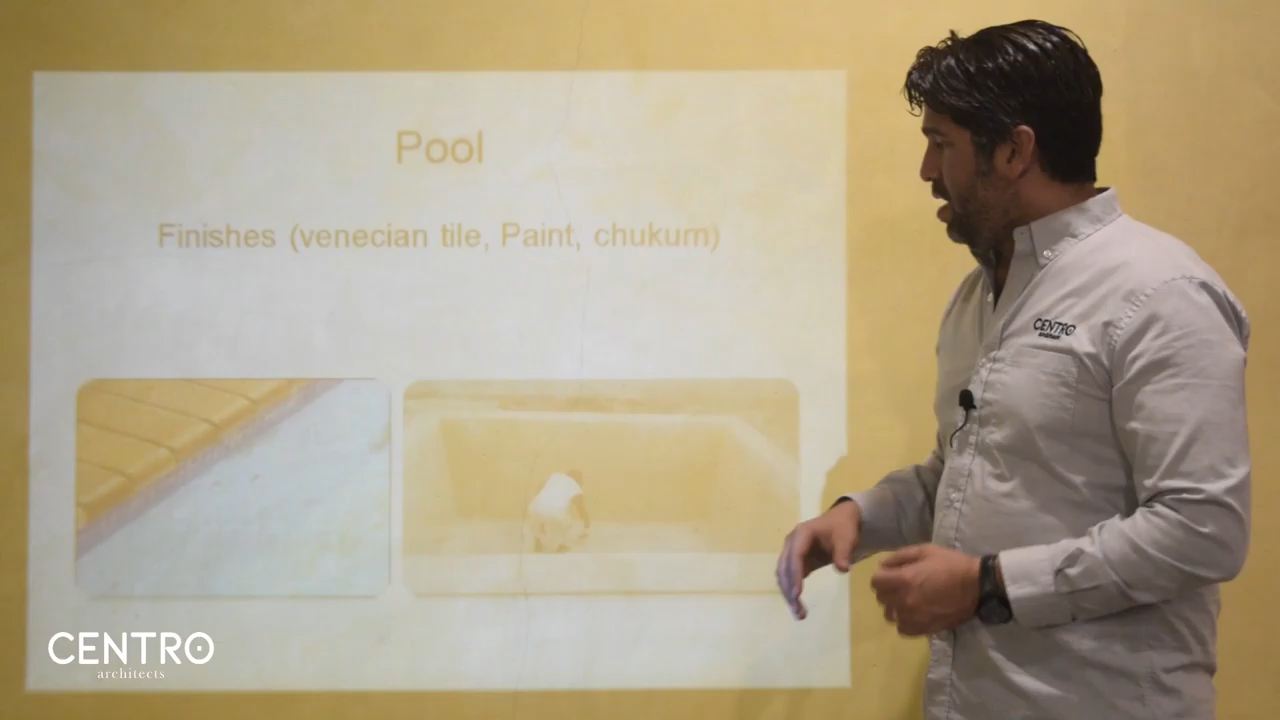 Pool
Finishes (venecian tile, Paint, chukum)
CENTRO
CENTRO
architects